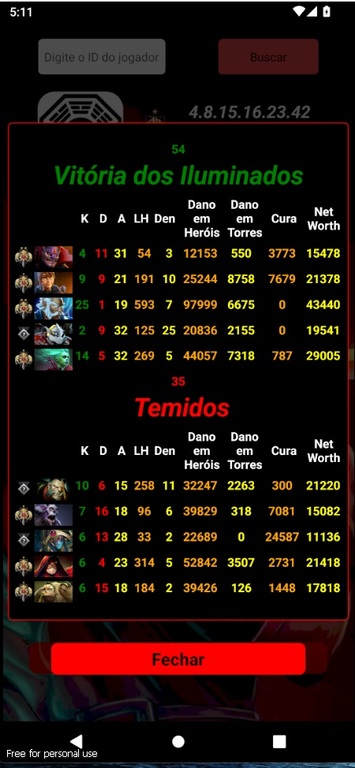 5:11
Digite o ID do jogador
Buscar
4.8.15.16.23.42
54
Vitória dos Iluminados
K D A LH Den Dano em Heróis Dano em Torres Cura Net Worth
4 11 31 54 3 12153 550 3773 15478
9 9 21 191 10 25244 8758 7679 21378
25 1 19 593 7 97999 6675 0 43440
2 9 32 125 25 20836 2155 0 19541
14 5 32 269 5 44057 7318 787 29005
35
Temidos
K D A LH Den Dano em Heróis Dano em Torres Cura Net Worth
10 6 15 258 11 32247 2263 300 21220
7 16 18 96 6 39829 318 7081 15082
6 13 28 33 2 22689 0 24587 11136
6 4 23 314 5 52842 3507 2731 21418
6 15 18 184 2 39426 126 1448 17818
Fechar
Free for personal use